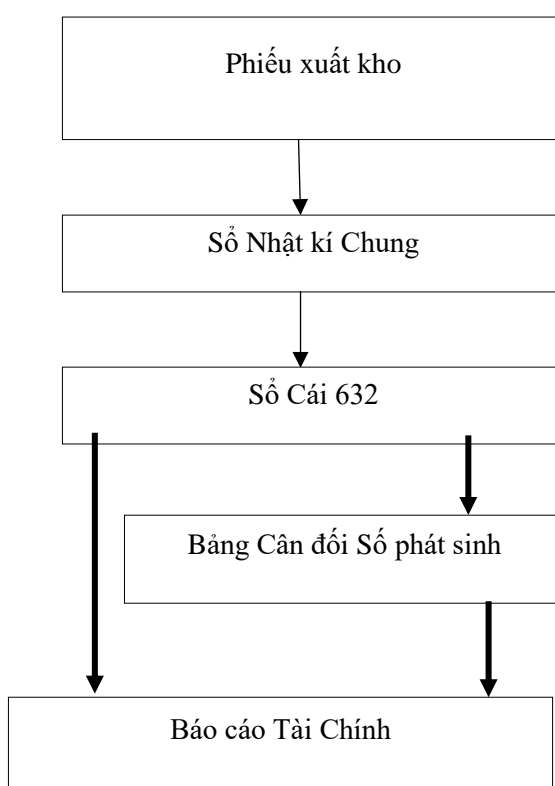 Phiếu xuất kho
Sổ Nhật kí Chung
Sổ Cái 632
Bảng Cân đối Số phát sinh
Báo cáo Tài Chính